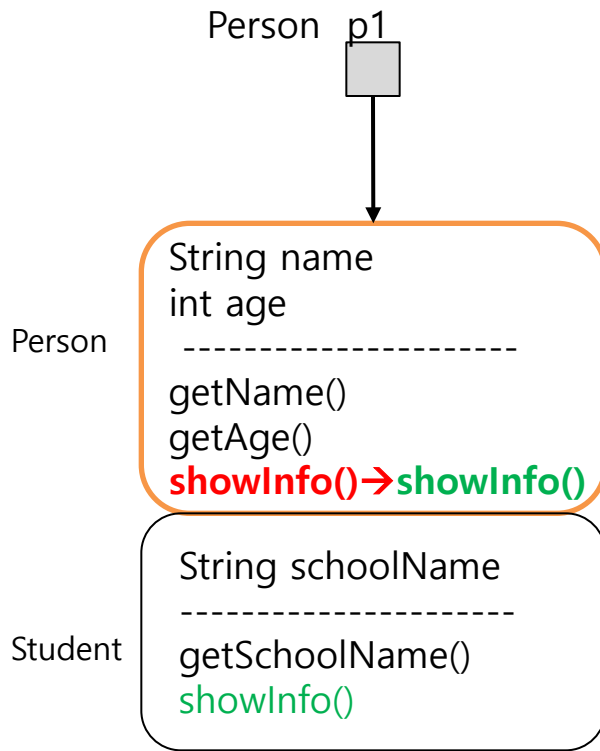 Person p1
String name
int age
Person
----------------------
getName()
getAge()
showInfo()→showInfo()
String schoolName
----------------------
Student
getSchoolName()
showInfo()